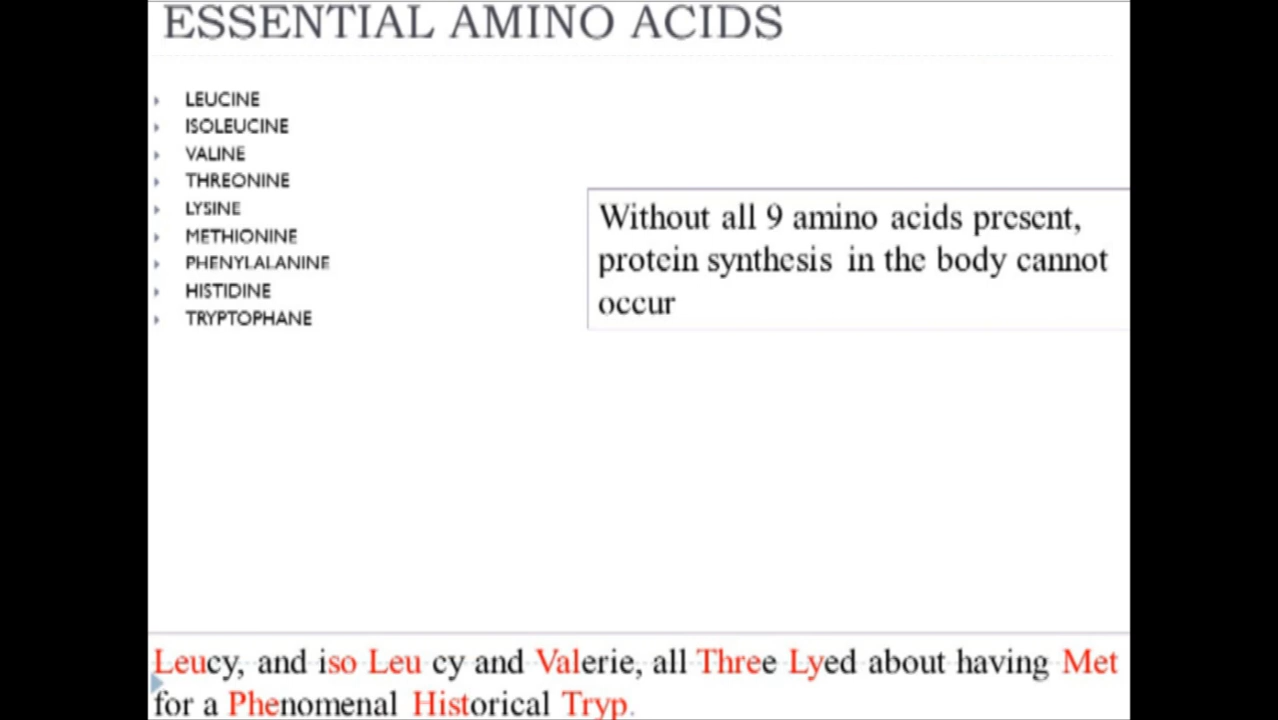 ESSENTIAL AMINO ACIDS
LEUCINE
ISOLEUCINE
VALINE
THREONINE
LYSINE
METHIONINE
PHENYLALANINE
HISTIDINE
TRYPTOPHANE
Without all 9 amino acids present,
protein synthesis in the body cannot
occur
Leucy, and iso Leu cy and Valerie, all Three Lyed about having Met
for a Phenomenal Historical Tryp.